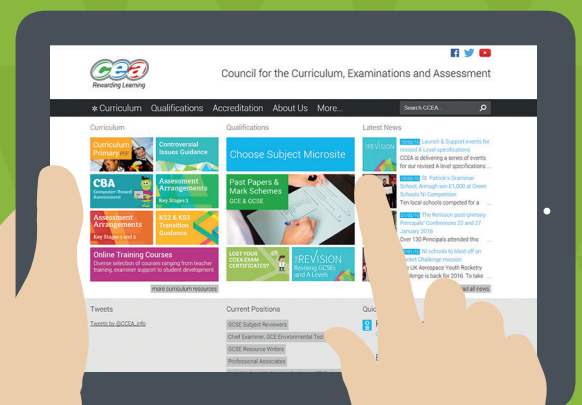 ccea
Rewarding Learning
Council for the Curriculum, Examinations and Assessment
Curriculum Qualifications Accreditation About Us More...
Search CCEA...
Curriculum
Curriculum
Primary
Controversial
Issues Guidance
CBA
Computer-Based
Assessment
Assessment
Arrangements
Key Stage 3
Assessment
Arrangements
Key Stages 1 and 2
KS2 & KS3
Transition
Guidance
Online Training Courses
Diverse selection of courses ranging from teacher
training, examiner support to student development
more curriculum resources
Qualifications
Choose Subject Microsite
Past Papers &
Mark Schemes
GCE & GCSE
LOST YOUR
CCEA EXAM
CERTIFICATES?
REVISION
Revising GCSEs
and A Levels
Latest News
REVISION
Launch & Support events for
revised A Level specifications
CCEA is delivering a series of events
for our revised A level specifications ...
St. Patrick's Grammar
School, Armagh win £1,000 at Green
Schools NI Competition
Ten local schools competed for a ...
The ReVision post-primary
Principals' Conferences 22 and 27
January 2016
Over 130 Principals attended this ...
NI schools to blast off on
Rocket Challenge mission
UK Aerospace Youth Rocketry
is back for 2016. To take ...
ad all news
Tweets
Tweets by @CCEA_info
Current Positions
GCSE Subject Reviewers
Chief Examiner, GCE Environmental Tec
GCSE Resource Writers
Professional Associates
Quic